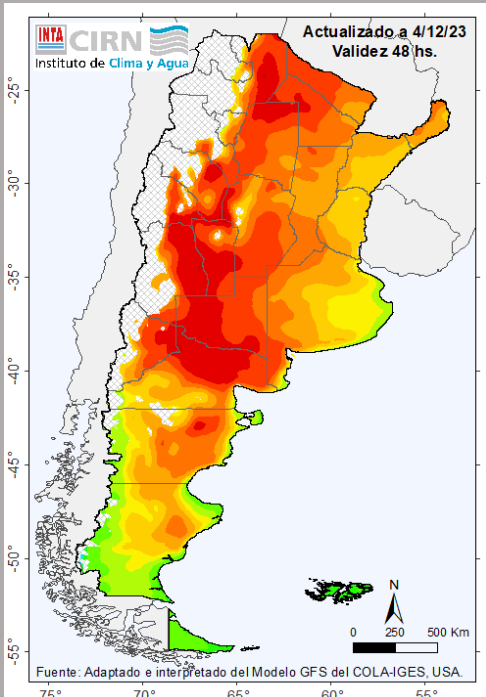 INTA CIRN
Instituto de Clima y Agua
Actualizado a 4/12/23
Validez 48 hs.
-25°
-30°
-35°
-40°
-45°
-50°
-55°
N
0 250 500 Km
Fuente: Adaptado e interpretado del Modelo GFS del COLA-IGES, USA.
75° 70° 65° 60° 55°